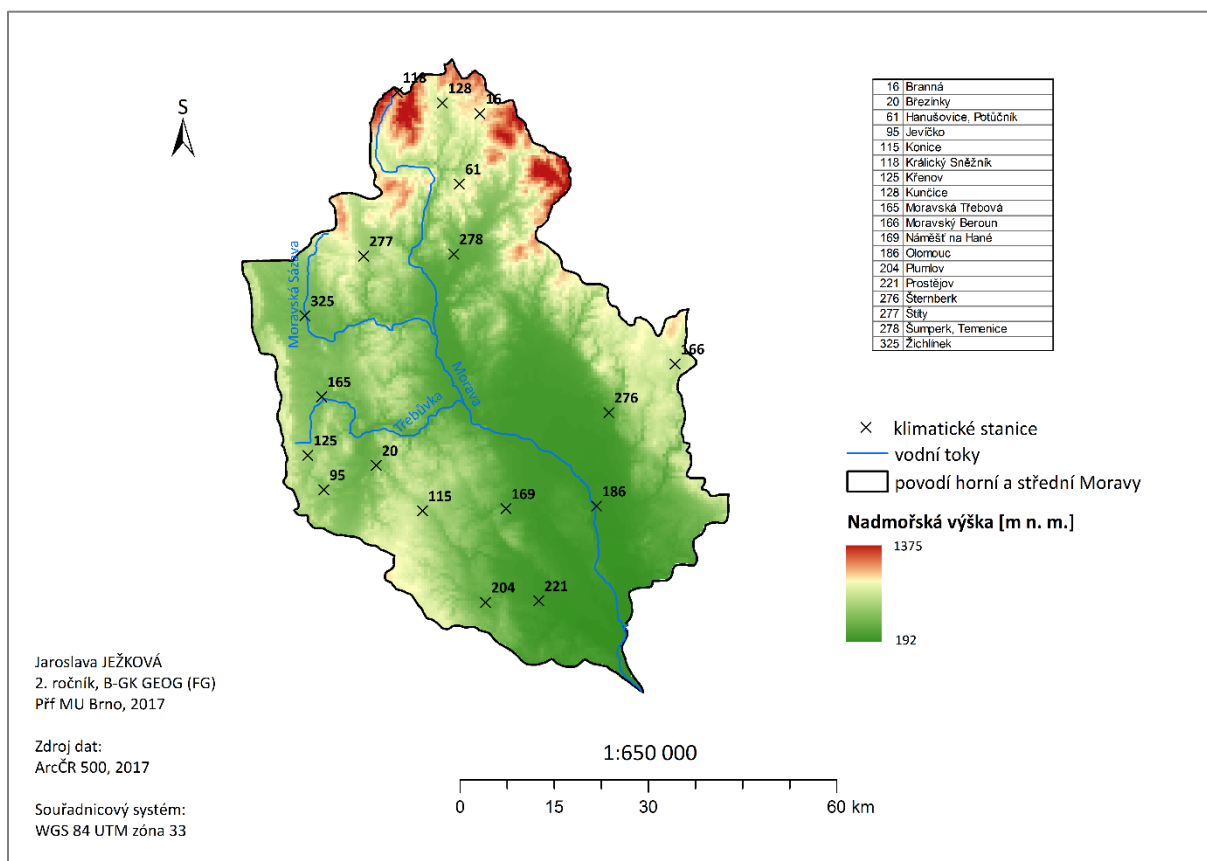 S
118
128
16
61
277
278
Moravská Sázava
325
166
Morava
165
276
Třebůvka
125
20
95
115
169
186
204
221
16 Branná
20 Březinky
61 Hanušovice, Potůčník
95 Jevíčko
115 Konice
118 Králický Sněžník
125 Křenov
128 Kunčice
165 Moravská Třebová
166 Moravský Beroun
169 Náměšť na Hané
186 Olomouc
204 Plumlov
221 Prostějov
276 Šternberk
277 Štíty
278 Šumperk, Temenice
325 Žichlínek
klimatické stanice
vodní toky
povodí horní a střední Moravy
Nadmořská výška [m n. m.]
1375
192
Jaroslava JEŽKOVÁ
2. ročník, B-GK GEOG (FG)
Přf MU Brno, 2017
Zdroj dat:
ArcČR 500, 2017
Souřadnicový systém:
WGS 84 UTM zóna 33
1:650 000
0 15 30 60 km